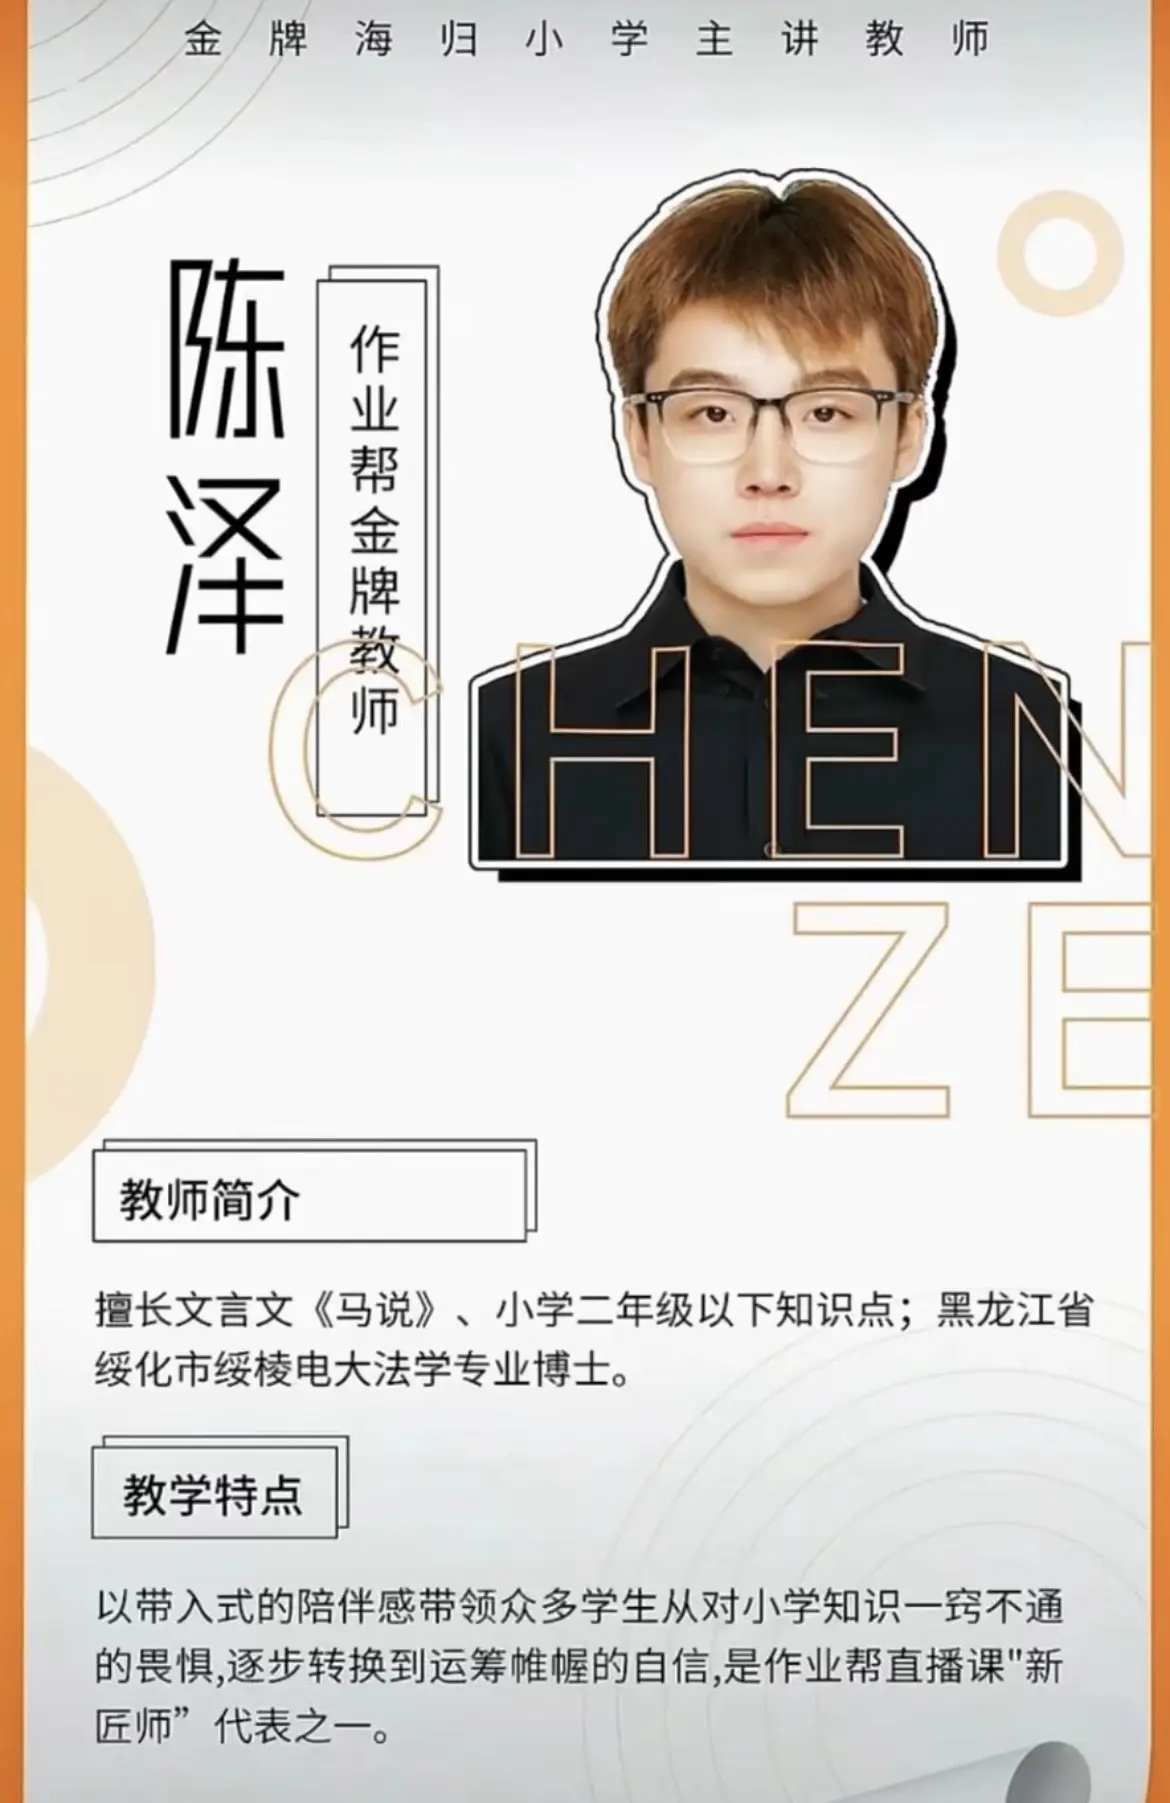 金牌海归小学主讲教师
陈泽
作业帮金牌教师
CHEN
ZE
教师简介
擅长文言文《马说》、小学二年级以下知识点；黑龙江省
绥化市绥棱电大法学专业博士。
教学特点
以带入式的陪伴感带领众多学生从对小学知识一窍不通
的畏惧,逐步转换到运筹帷幄的自信,是作业帮直播课"新
匠师”代表之一。